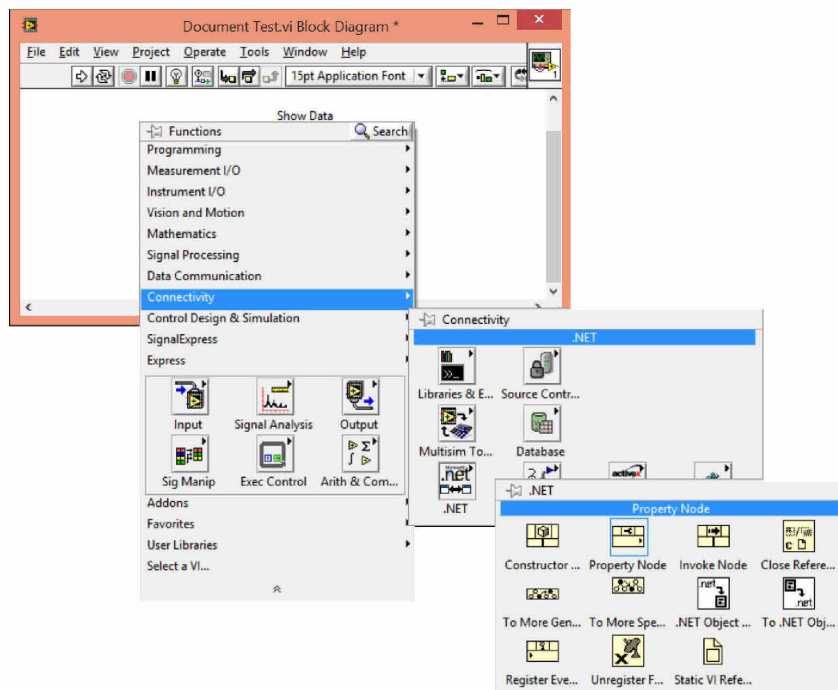 Document Test.vi Block Diagram *
File Edit View Project Operate Tools Window Help
15pt Application Font
1
Show Data
Functions Search
Programming
Measurement I/O
Instrument I/O
Vision and Motion
Mathematics
Signal Processing
Data Communication
Connectivity
Control Design & Simulation
SignalExpress
Express
Input Signal Analysis Output
Sig Manip Exec Control Arith & Com...
Addons
Favorites
User Libraries
Select a VI...
Connectivity
.NET
Libraries & E... Source Contr...
Multisim To... Database
.net activex
.NET
.NET
Property Node
Constructor ... Property Node Invoke Node Close Refere...
To More Gen... To More Spe... .NET Object ... To .NET Obj...
Register Eve... Unregister F... Static VI Refe...